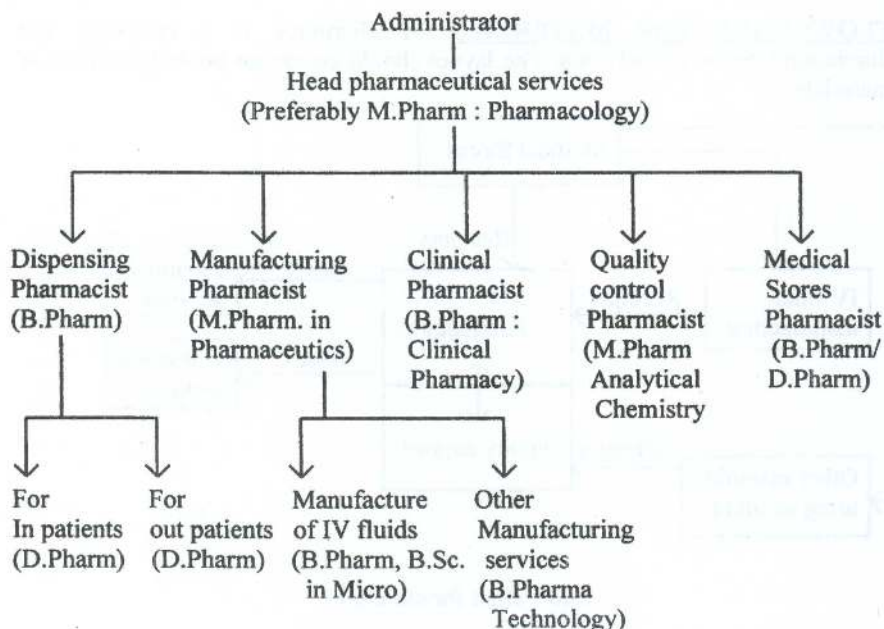 Administrator
Head pharmaceutical services
(Preferably M.Pharm : Pharmacology)
Dispensing
Pharmacist
(B.Pharm)
Manufacturing
Pharmacist
(M.Pharm. in
Pharmaceutics)
Clinical
Pharmacist
(B.Pharm :
Clinical
Pharmacy)
Quality
control
Pharmacist
(M.Pharm
Analytical
Chemistry
Medical
Stores
Pharmacist
(B.Pharm/
D.Pharm)
For
In patients
(D.Pharm)
For
out patients
(D.Pharm)
Manufacture
of IV fluids
(B.Pharm, B.Sc.
in Micro)
Other
Manufacturing
services
(B.Pharma
Technology)